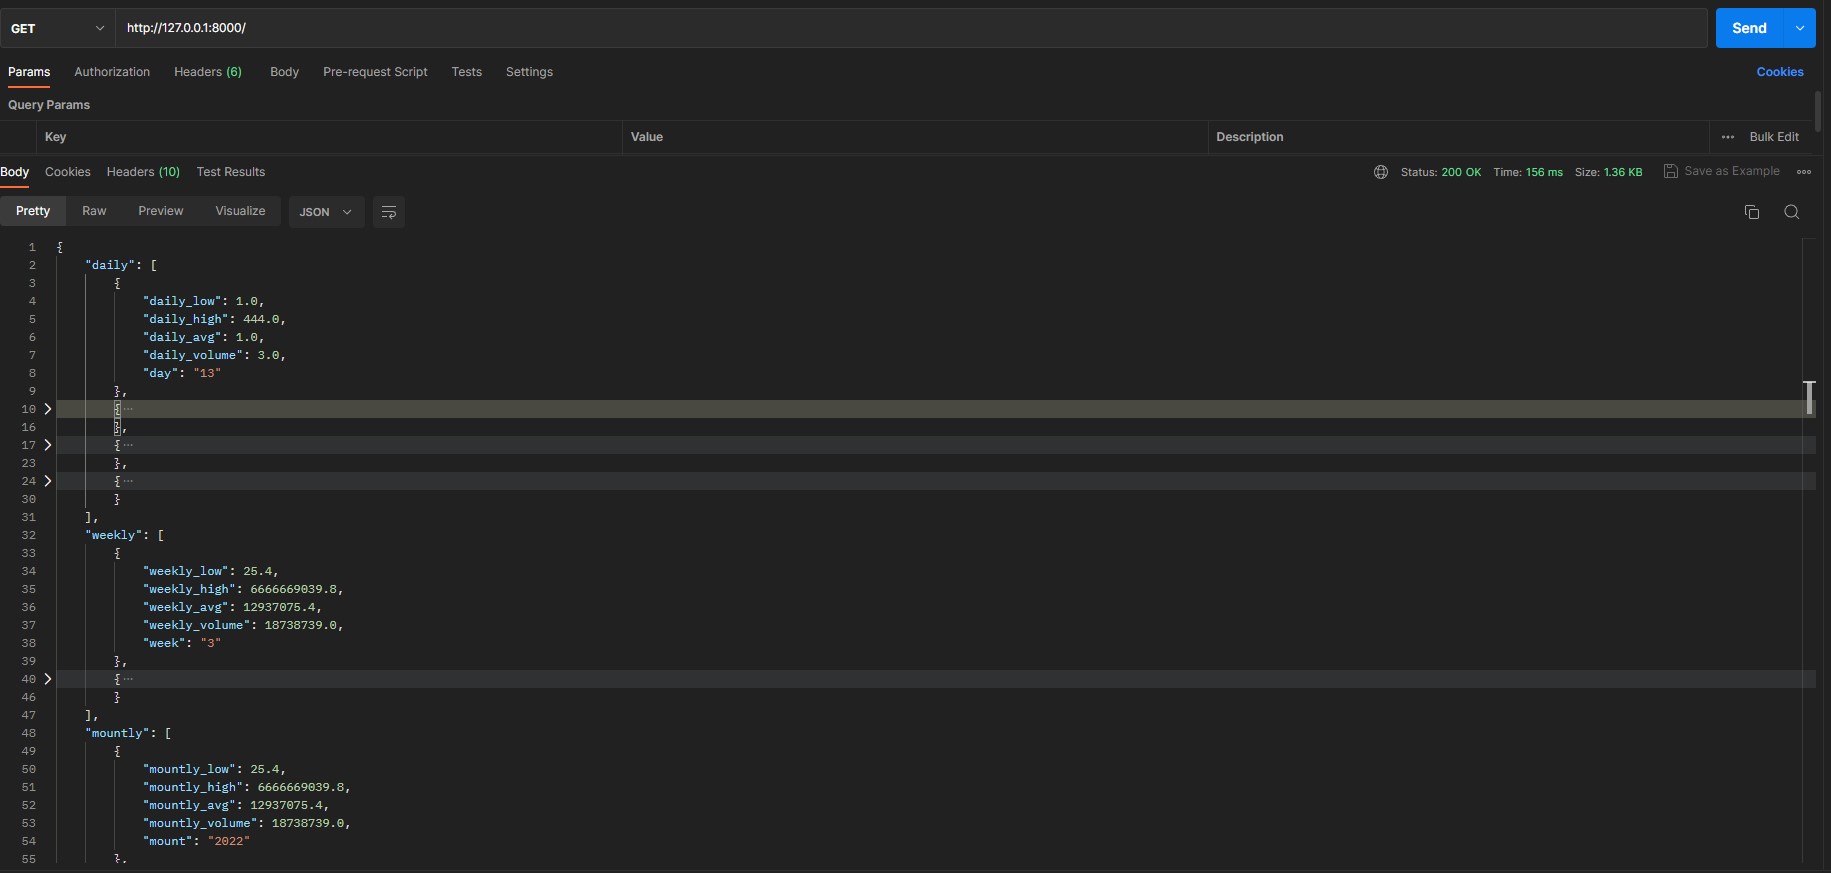 GET http://127.0.0.1:8000/ Send
Params Authorization Headers (6) Body Pre-request Script Tests Settings Cookies
Query Params
Key Value Description ••• Bulk Edit
Body Cookies Headers (10) Test Results Status: 200 OK Time: 156 ms Size: 1.36 KB Save as Example
Pretty Raw Preview Visualize JSON
1 {
2 "daily": [
3 {
4 "daily_low": 1.0,
5 "daily_high": 444.0,
6 "daily_avg": 1.0,
7 "daily_volume": 3.0,
8 "day": "13"
9 },
10 { ···
16 },
17 { ···
23 },
24 { ···
30 }
31 ],
32 "weekly": [
33 {
34 "weekly_low": 25.4,
35 "weekly_high": 6666669039.8,
36 "weekly_avg": 12937075.4,
37 "weekly_volume": 18738739.0,
38 "week": "3"
39 },
40 { ···
46 }
47 ],
48 "mountly": [
49 {
50 "mountly_low": 25.4,
51 "mountly_high": 6666669039.8,
52 "mountly_avg": 12937075.4,
53 "mountly_volume": 18738739.0,
54 "mount": "2022"
55 },